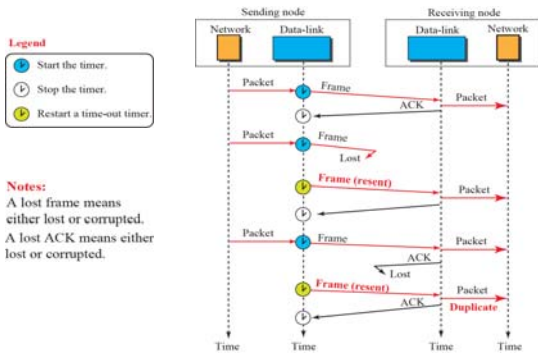 Sending node
Receiving node
Network
Data-link
Data-link
Network
Legend
Start the timer.
Stop the timer.
Restart a time-out timer.
Packet
Frame
ACK
Packet
Packet
Frame
Lost
Notes:
A lost frame means
either lost or corrupted.
A lost ACK means either
lost or corrupted.
Frame (resent)
Packet
Packet
Frame
Packet
ACK
Lost
Frame (resent)
Packet
ACK
Duplicate
Time
Time
Time
Time